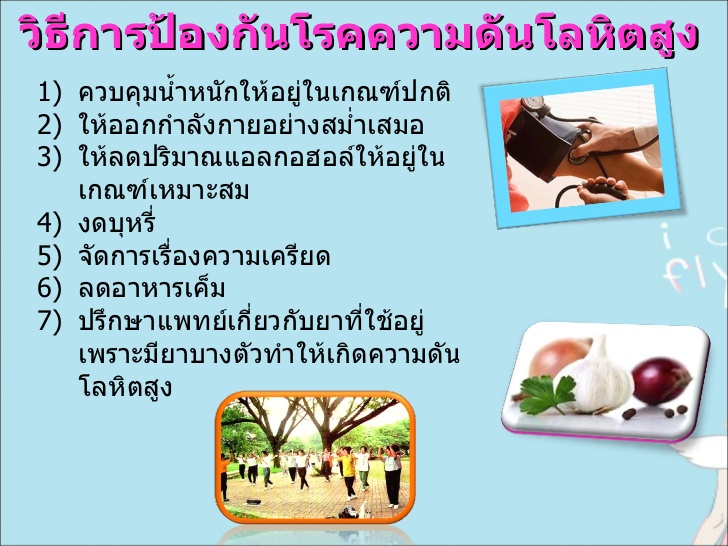 วิธีการป้องกันโรคความดันโลหิตสูง
1) ควบคุมน้ำหนักให้อยู่ในเกณฑ์ปกติ
2) ให้ออกกำลังกายอย่างสม่ำเสมอ
3) ให้ลดปริมาณแอลกอฮอล์ให้อยู่ใน
เกณฑ์เหมาะสม
4) งดบุหรี่
5) จัดการเรื่องความเครียด
6) ลดอาหารเค็ม
7) ปรึกษาแพทย์เกี่ยวกับยาที่ใช้อยู่
เพราะมียาบางตัวทำให้เกิดความดัน
โลหิตสูง